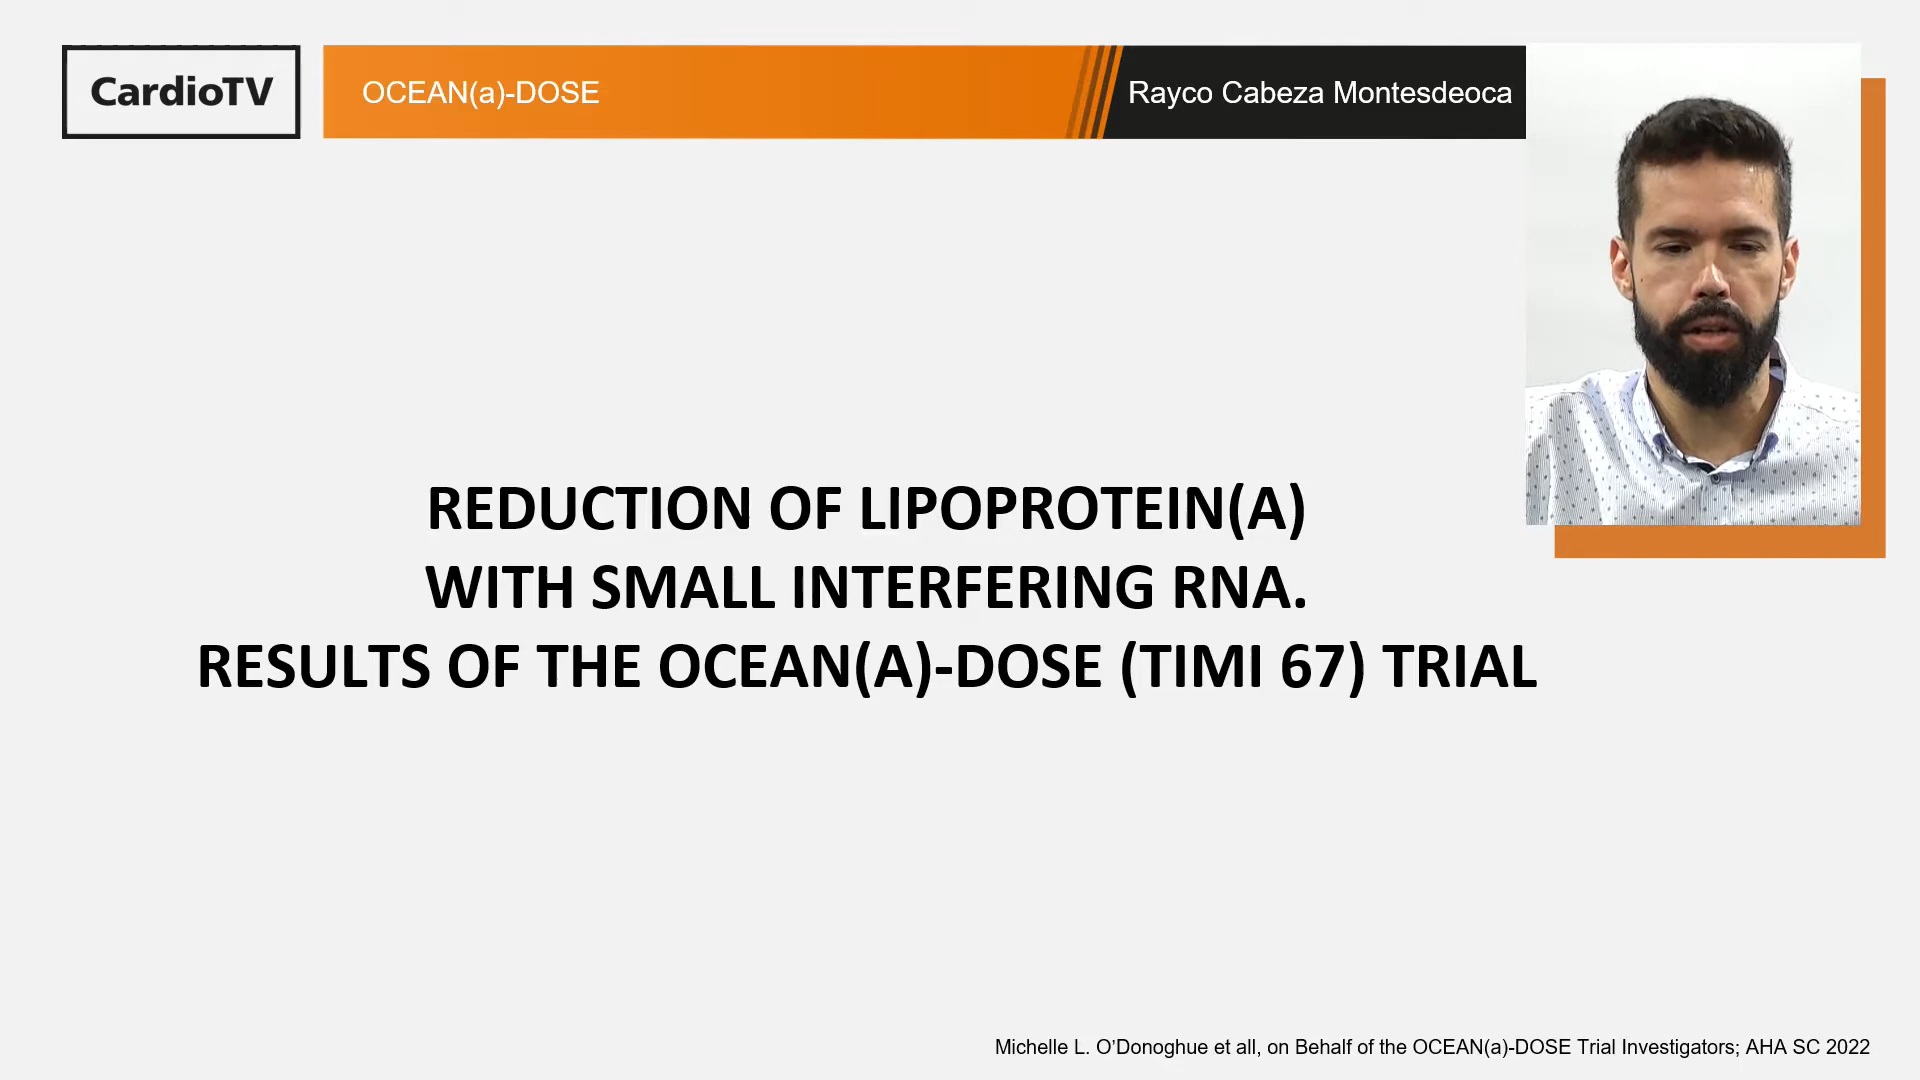 CardioTV
OCEAN(a)-DOSE
Rayco Cabeza Montesdeoca
REDUCTION OF LIPOPROTEIN(A)
WITH SMALL INTERFERING RNA.
RESULTS OF THE OCEAN(A)-DOSE (TIMI 67) TRIAL
Michelle L. O’Donoghue et all, on Behalf of the OCEAN(a)-DOSE Trial Investigators; AHA SC 2022